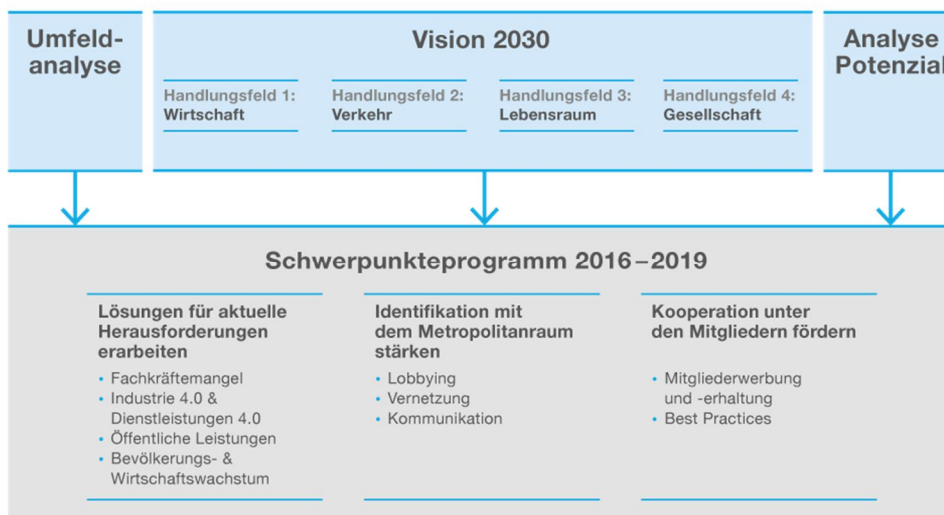 Umfeld-
analyse
Vision 2030
Handlungsfeld 1:
Wirtschaft
Handlungsfeld 2:
Verkehr
Handlungsfeld 3:
Lebensraum
Handlungsfeld 4:
Gesellschaft
Analyse
Potenzial
Schwerpunkteprogramm 2016–2019
Lösungen für aktuelle
Herausforderungen
erarbeiten
• Fachkräftemangel
• Industrie 4.0 &
Dienstleistungen 4.0
• Öffentliche Leistungen
• Bevölkerungs- &
Wirtschaftswachstum
Identifikation mit
dem Metropolitanraum
stärken
• Lobbying
• Vernetzung
• Kommunikation
Kooperation unter
den Mitgliedern fördern
• Mitgliederwerbung
und -erhaltung
• Best Practices